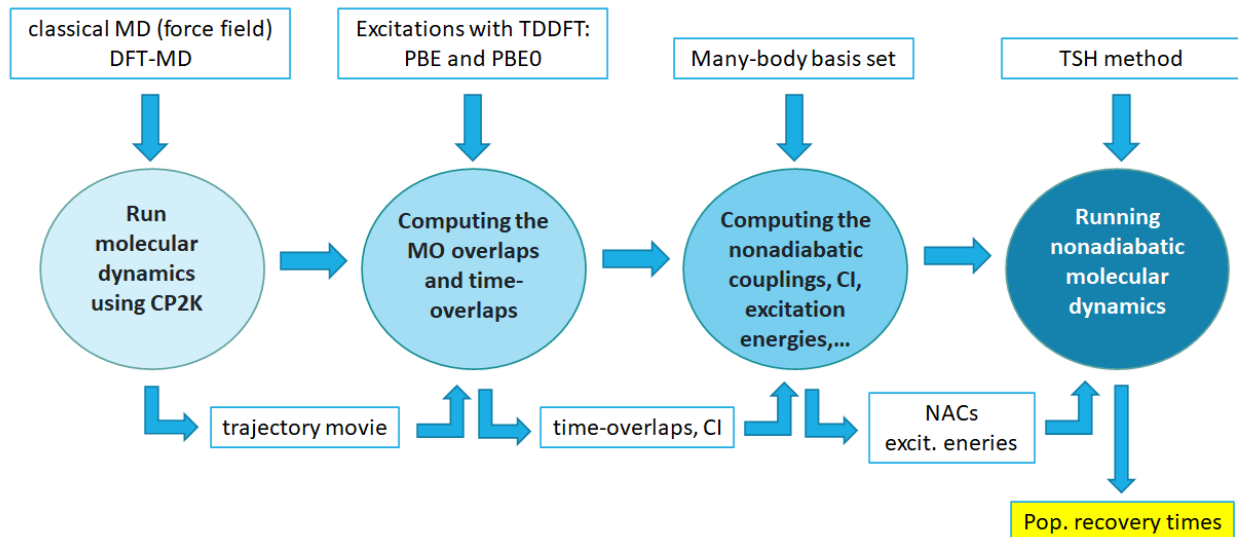 classical MD (force field)
DFT-MD
Excitations with TDDFT:
PBE and PBE0
Many-body basis set
TSH method
Run
molecular
dynamics
using CP2K
Computing the
MO overlaps
and time-
overlaps
Computing the
nonadiabatic
couplings, CI,
excitation
energies,...
Running
nonadiabatic
molecular
dynamics
trajectory movie
time-overlaps, CI
NACs
excit. eneries
Pop. recovery times